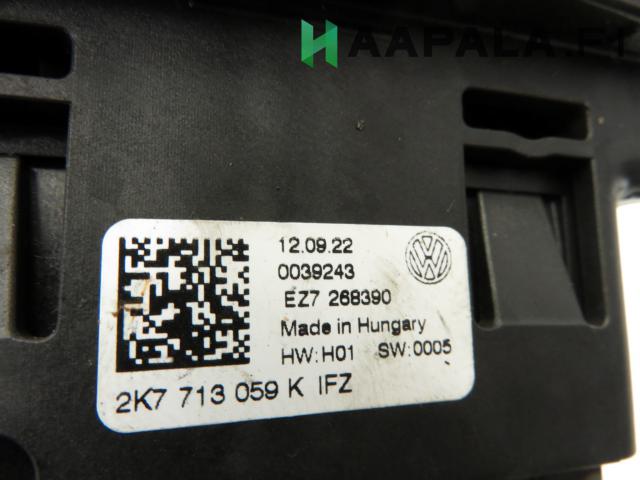 HAAPALA.FI
12.09.22
0039243
EZ7 268390
Made in Hungary
HW:H01 SW:0005
2K7 713 059 K IFZ